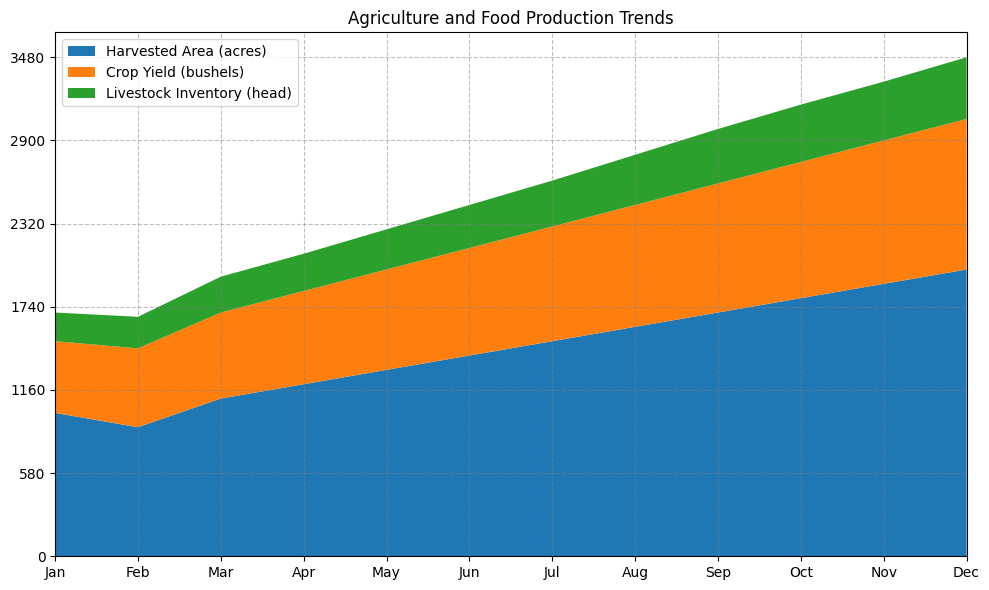 Agriculture and Food Production Trends
Harvested Area (acres)
Crop Yield (bushels)
Livestock Inventory (head)
3480
2900
2320
1740
1160
580
0
Jan Feb Mar Apr May Jun Jul Aug Sep Oct Nov Dec